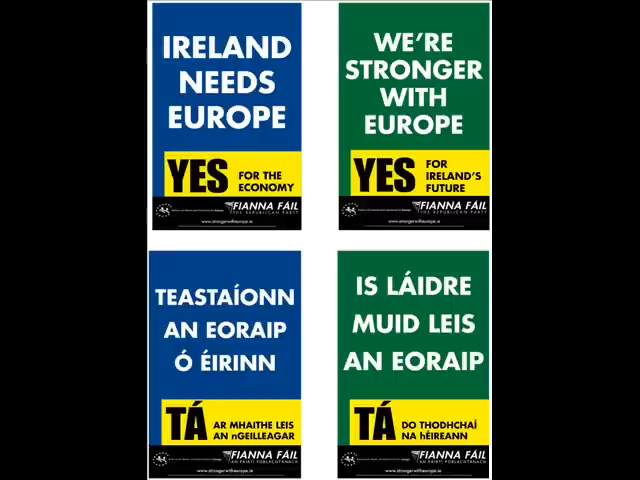 IRELAND
NEEDS
EUROPE
YES
FOR THE
ECONOMY
FIANNA FÁIL
THE REPUBLICAN PARTY
www.strongerwitheurope.ie
WE'RE
STRONGER
WITH
EUROPE
YES
FOR
IRELAND'S
FUTURE
FIANNA FÁIL
THE REPUBLICAN PARTY
www.strongerwitheurope.ie
TEASTAÍONN
AN EORAIP
Ó ÉIRINN
TÁ
AR MHAITHE LEIS
AN nGEILLEAGAR
FIANNA FÁIL
AN PÁIRTÍ POBLACHTANACH
www.strongerwitheurope.ie
IS LÁIDRE
MUID LEIS
AN EORAIP
TÁ
DO THODHCHAÍ
NA hÉIREANN
FIANNA FÁIL
AN PÁIRTÍ POBLACHTANACH
www.strongerwitheurope.ie